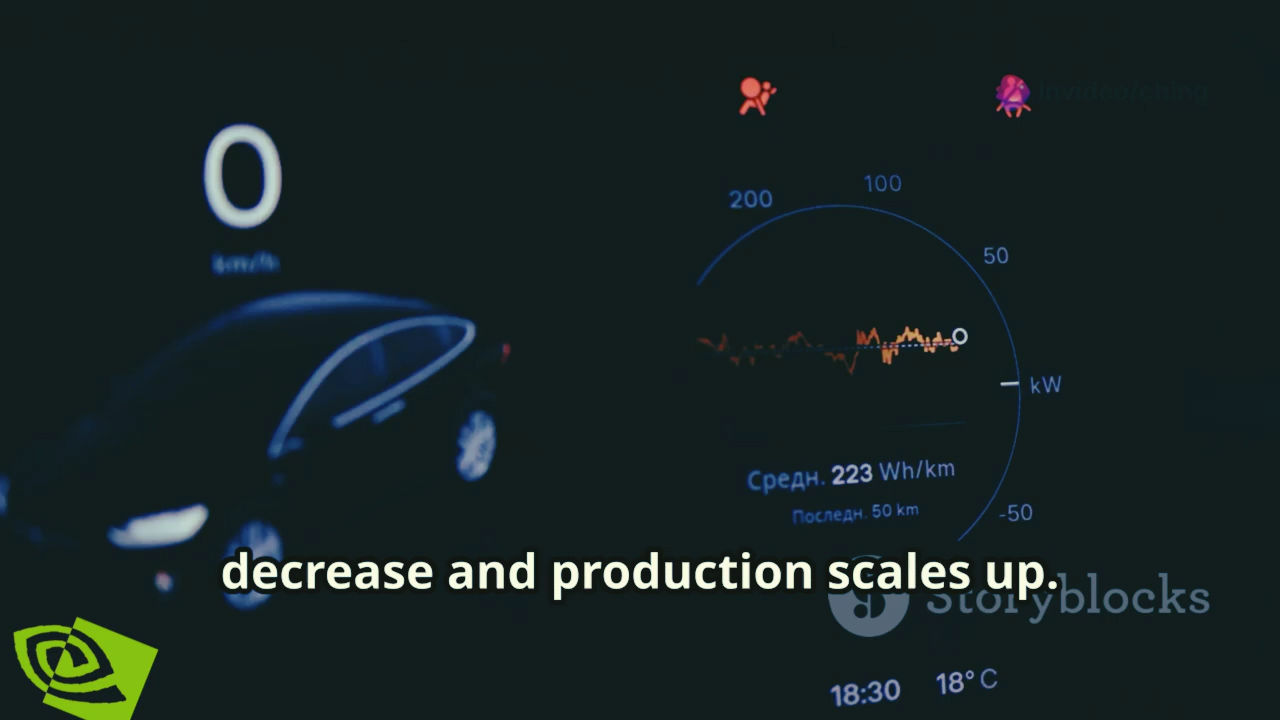 0
km/h
200
100
50
kW
Средн. 223 Wh/km
Последн. 50 km
-50
decrease and production scales up.
Storyblocks
18:30 18° C